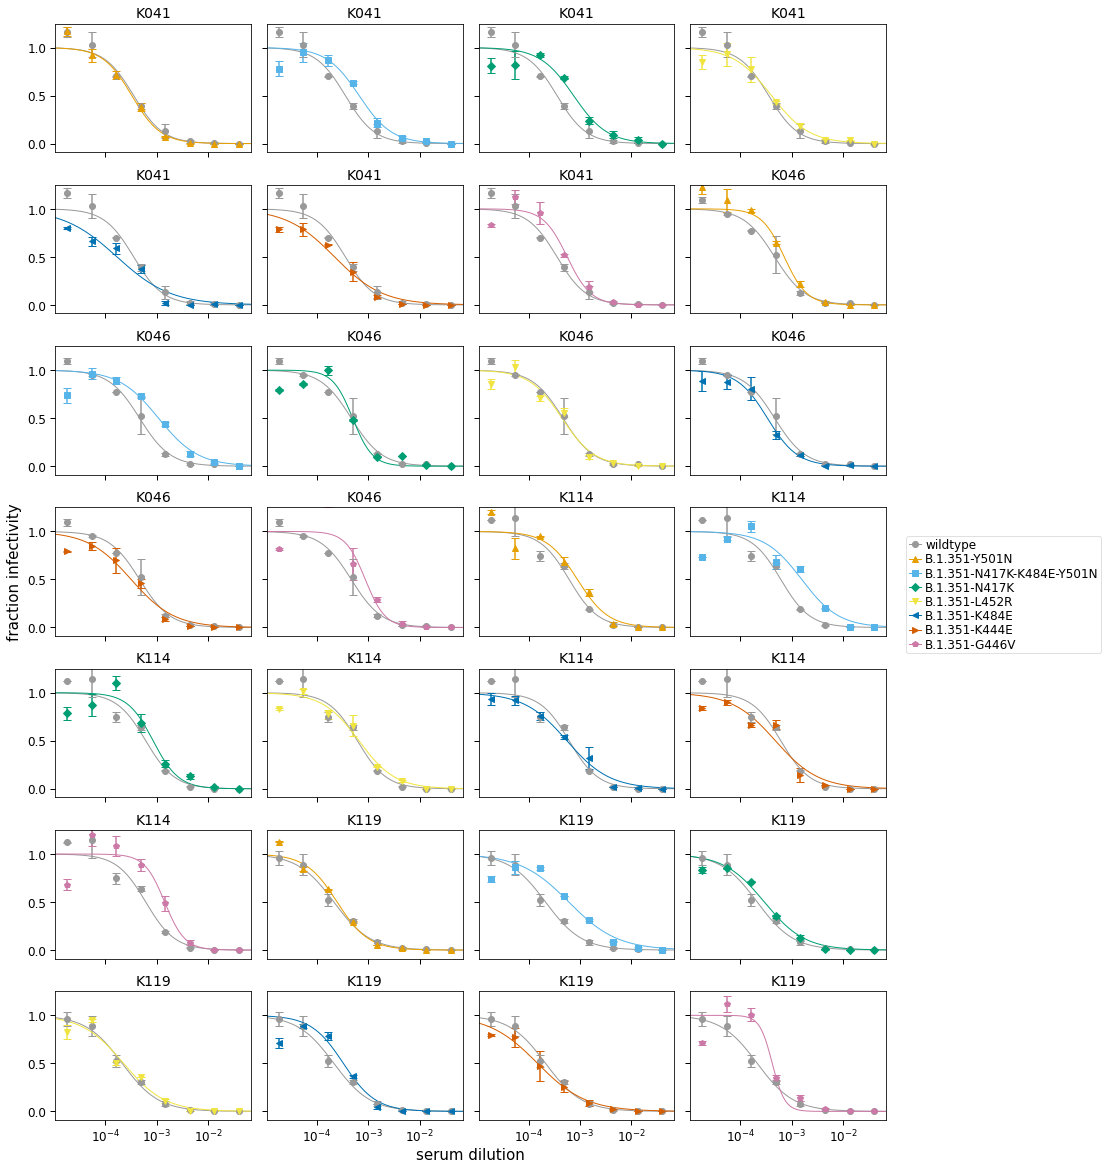 K041 K041 K041 K041
1.0
0.5
0.0
K041 K041 K041 K046
1.0
0.5
0.0
K046 K046 K046 K046
1.0
0.5
0.0
K046 K046 K114 K114
1.0
0.5
0.0
K114 K114 K114 K114
1.0
0.5
0.0
K114 K119 K119 K119
1.0
0.5
0.0
K119 K119 K119 K119
1.0
0.5
0.0
10⁻⁴ 10⁻³ 10⁻² 10⁻⁴ 10⁻³ 10⁻² 10⁻⁴ 10⁻³ 10⁻² 10⁻⁴ 10⁻³ 10⁻²
serum dilution
fraction infectivity
wildtype
B.1.351-Y501N
B.1.351-N417K-K484E-Y501N
B.1.351-N417K
B.1.351-L452R
B.1.351-K484E
B.1.351-K444E
B.1.351-G446V